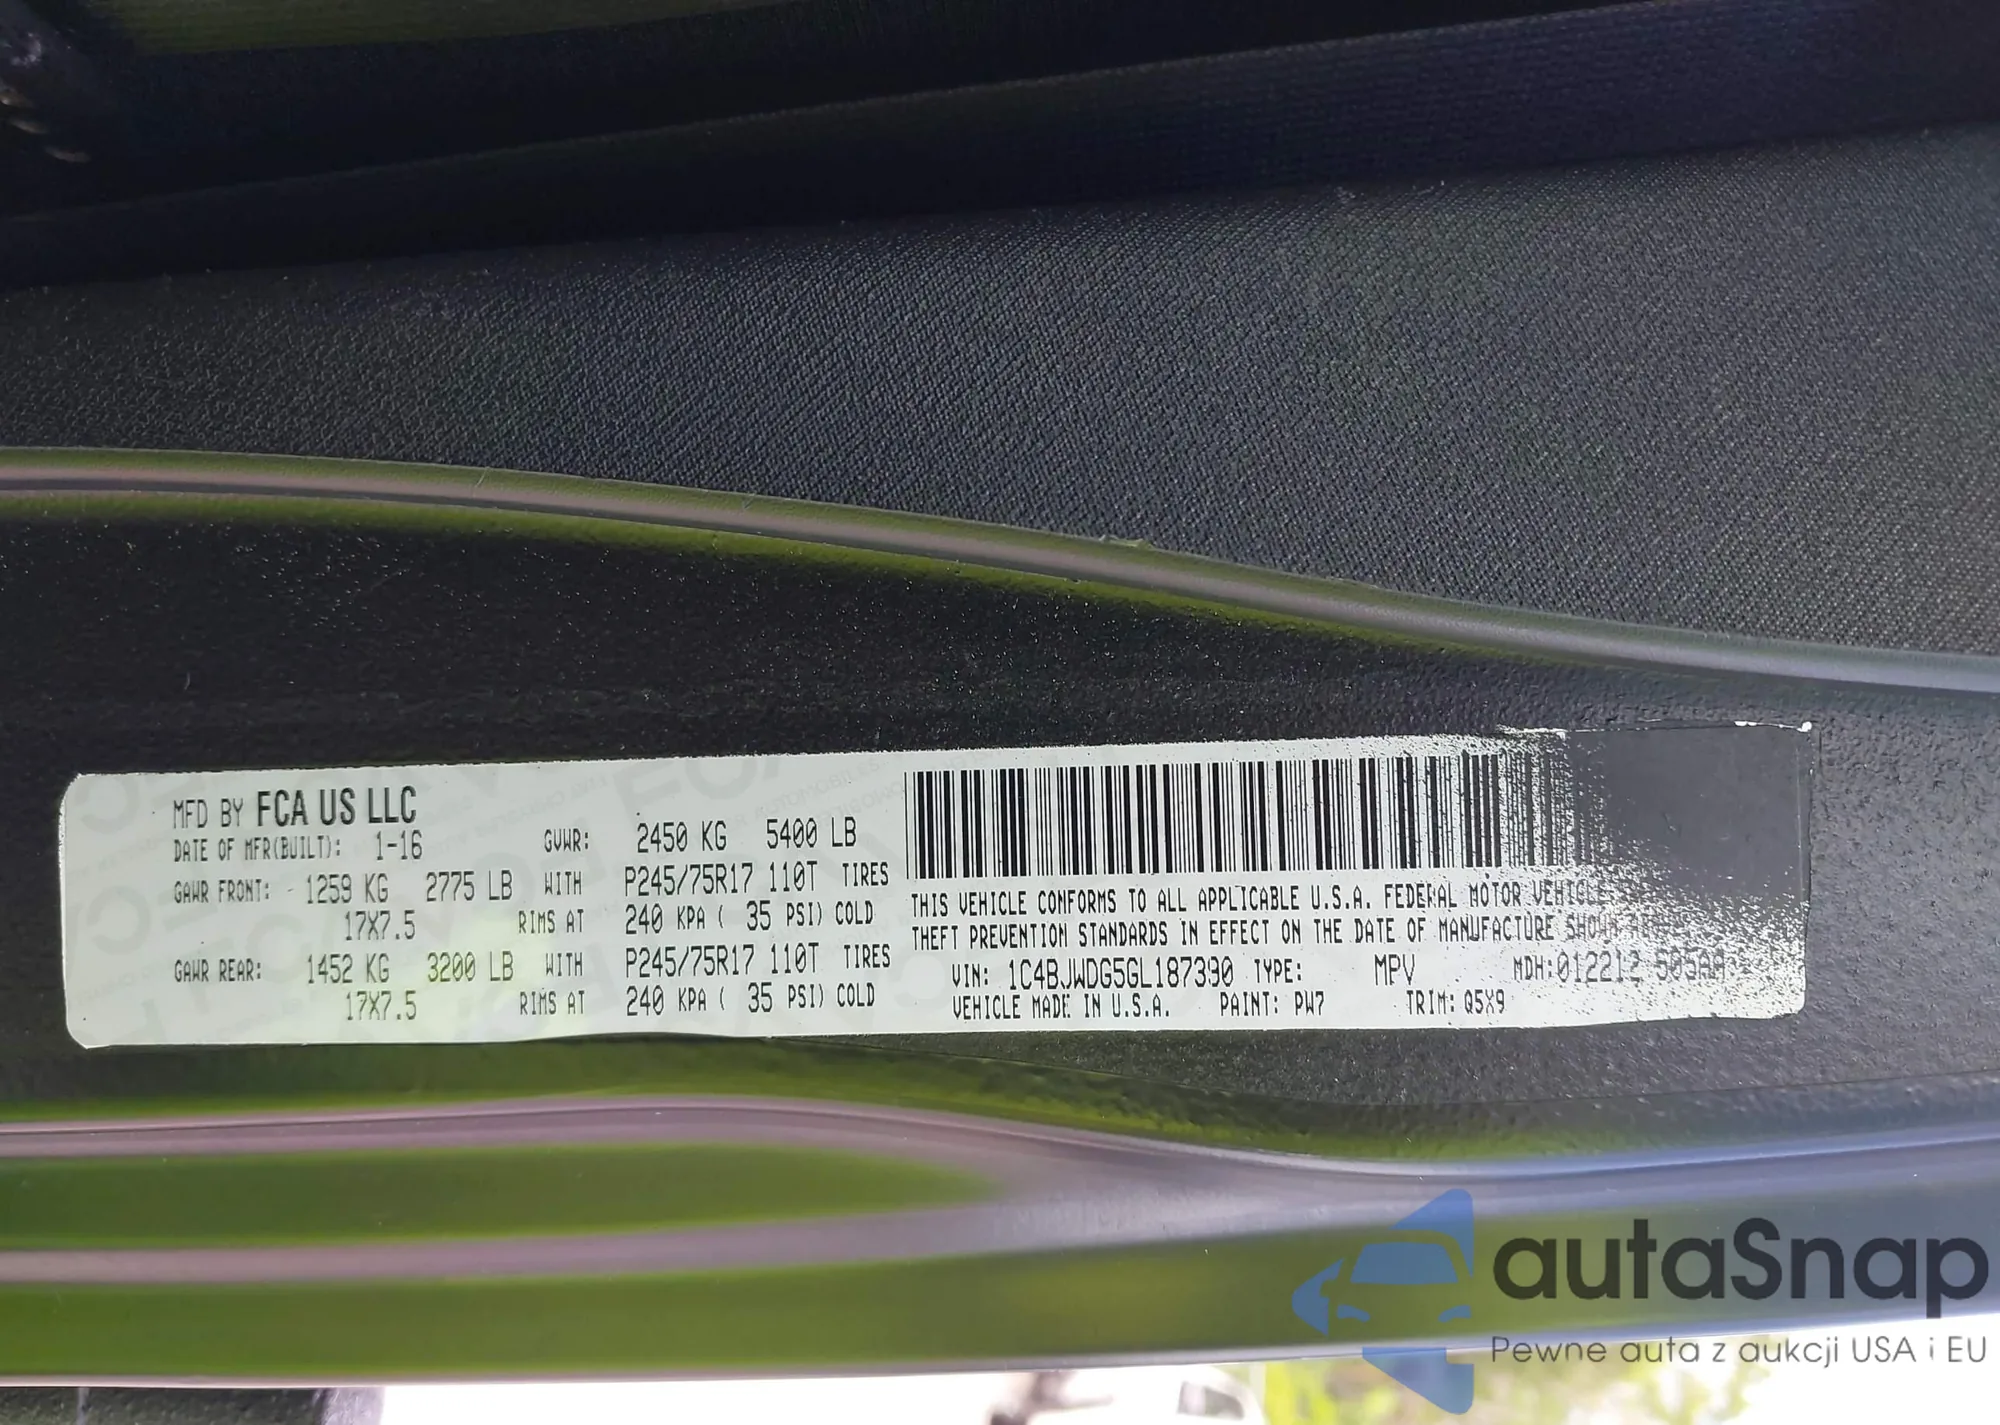 MFD BY FCA US LLC
DATE OF MFR(BUILT): 1-16 GVWR: 2450 KG 5400 LB
GAWR FRONT: 1259 KG 2775 LB WITH P245/75R17 110T TIRES
17X7.5 RIMS AT 240 KPA ( 35 PSI) COLD
GAWR REAR: 1452 KG 3200 LB WITH P245/75R17 110T TIRES
17X7.5 RIMS AT 240 KPA ( 35 PSI) COLD
THIS VEHICLE CONFORMS TO ALL APPLICABLE U.S.A. FEDERAL MOTOR VEHICLE
THEFT PREVENTION STANDARDS IN EFFECT ON THE DATE OF MANUFACTURE SHOWN
VIN: 1C4BJWDG5GL187390 TYPE: MPV MDH: 012212 505AA
VEHICLE MADE IN U.S.A. PAINT: PW7 TRIM: Q5X9
autaSnap
Pewne auta z aukcji USA i EU